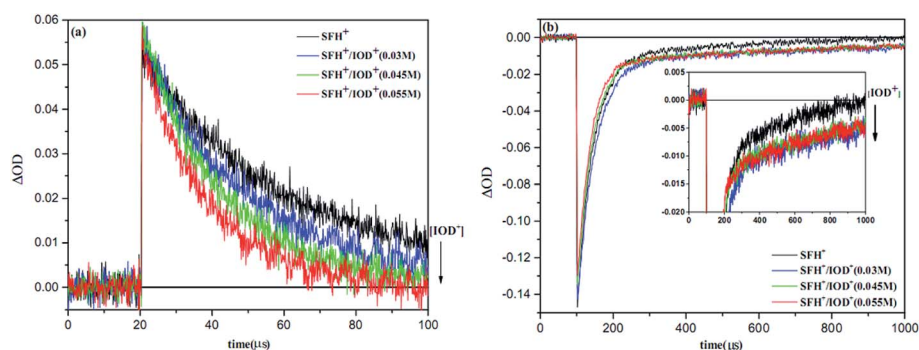 (a)
SFH⁺
SFH⁺/IOD⁺(0.03M)
SFH⁺/IOD⁺(0.045M)
SFH⁺/IOD⁺(0.055M)
0.06
0.05
0.04
0.03
0.02
0.01
0.00
ΔOD
[IOD⁺]
0 20 40 60 80 100
time(μs)
(b)
0.00
-0.02
-0.04
-0.06
-0.08
-0.10
-0.12
-0.14
ΔOD
0.005
0.000
-0.005
-0.010
-0.015
-0.020
[IOD⁺]
0 200 400 600 800 1000
SFH⁺
SFH⁺/IOD⁺(0.03M)
SFH⁺/IOD⁺(0.045M)
SFH⁺/IOD⁺(0.055M)
0 200 400 600 800 1000
time(μs)